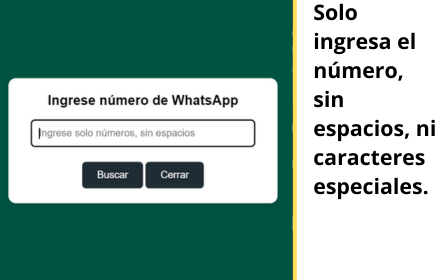 Ingrese número de WhatsApp
Ingrese solo números, sin espacios
Buscar Cerrar
Solo
ingresa el
número,
sin
espacios, ni
caracteres
especiales.